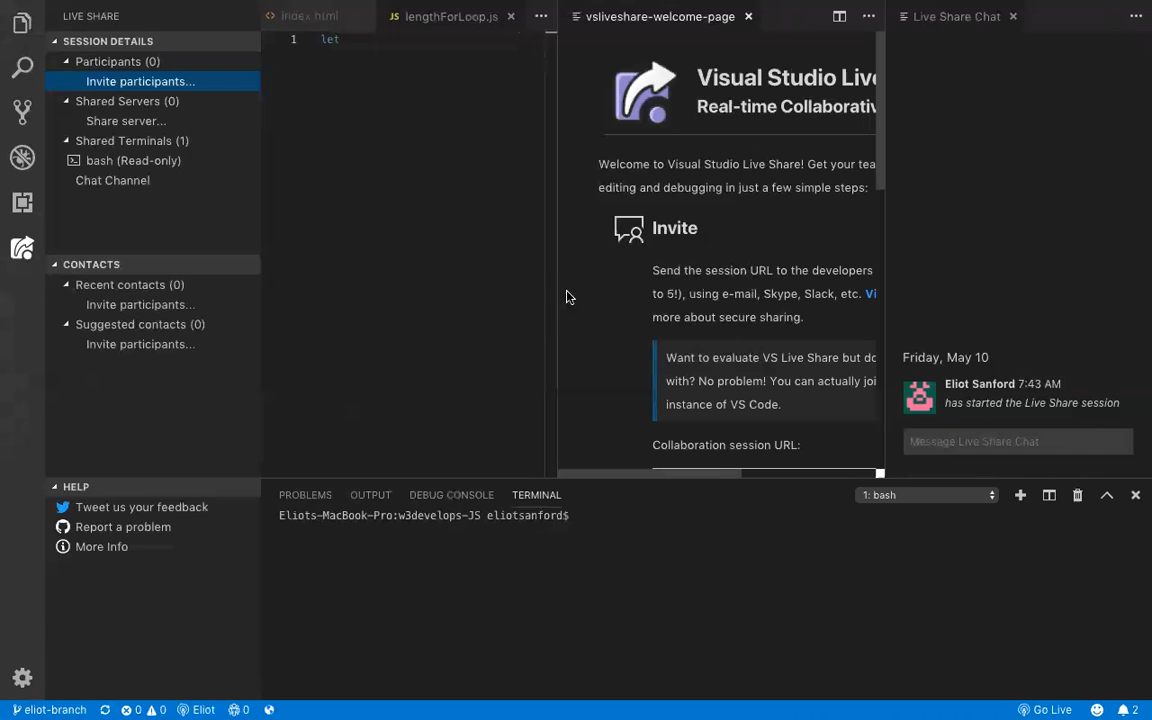 LIVE SHARE
SESSION DETAILS
Participants (0)
Invite participants...
Shared Servers (0)
Share server...
Shared Terminals (1)
bash (Read-only)
Chat Channel
CONTACTS
Recent contacts (0)
Invite participants...
Suggested contacts (0)
Invite participants...
HELP
Tweet us your feedback
Report a problem
More Info
index.html
JS lengthForLoop.js
1 let
vsliveshare-welcome-page
Visual Studio Live
Real-time Collaborativ
Welcome to Visual Studio Live Share! Get your tea
editing and debugging in just a few simple steps:
Invite
Send the session URL to the developers
to 5!), using e-mail, Skype, Slack, etc. Vi
more about secure sharing.
Want to evaluate VS Live Share but do
with? No problem! You can actually joi
instance of VS Code.
Collaboration session URL:
Live Share Chat
Friday, May 10
Eliot Sanford 7:43 AM
has started the Live Share session
Message Live Share Chat
PROBLEMS OUTPUT DEBUG CONSOLE TERMINAL 1: bash
Eliots-MacBook-Pro:w3develops-JS eliotsanford$
eliot-branch 0 0 Eliot 0 Go Live 2